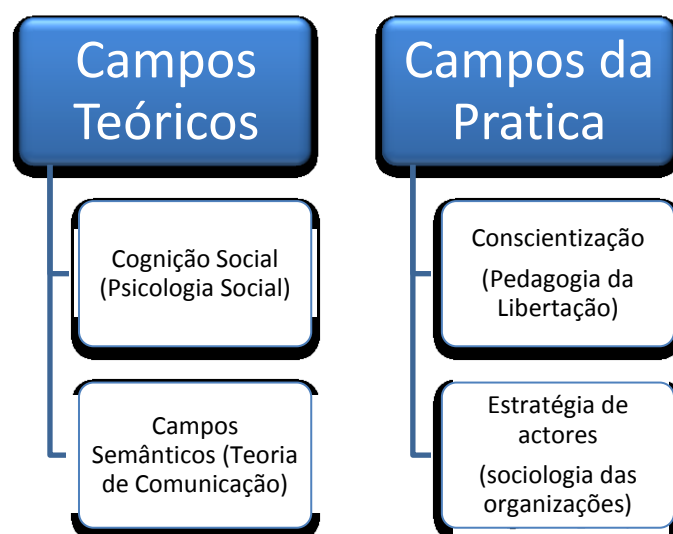 Campos
Teóricos
Cognição Social
(Psicologia Social)
Campos
Semânticos (Teoria
de Comunicação)
Campos da
Pratica
Conscientização
(Pedagogia da
Libertação)
Estratégia de
actores
(sociologia das
organizações)